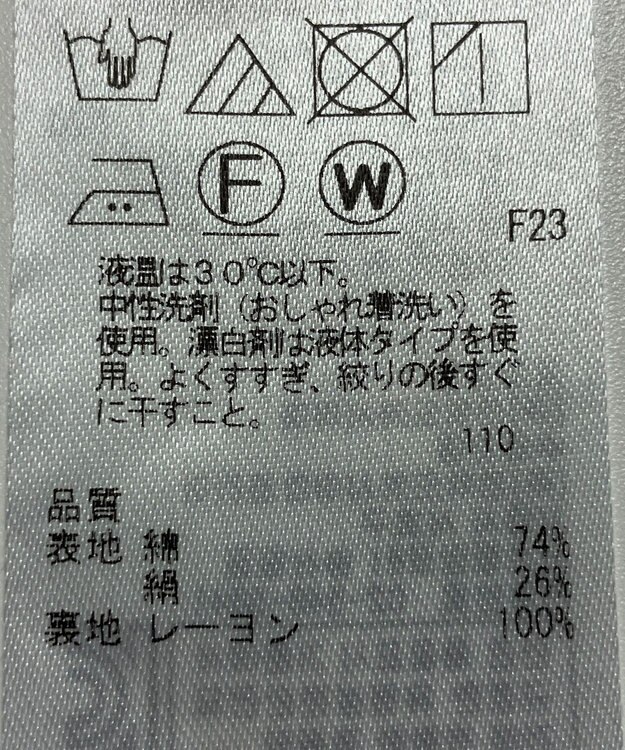 F W
F23
液温は30℃以下。
中性洗剤（おしゃれ着洗い）を
使用。漂白剤は液体タイプを使
用。よくすすぎ、絞りの後すぐ
に干すこと。
110
品質
表地 綿 74%
絹 26%
裏地 レーヨン 100%